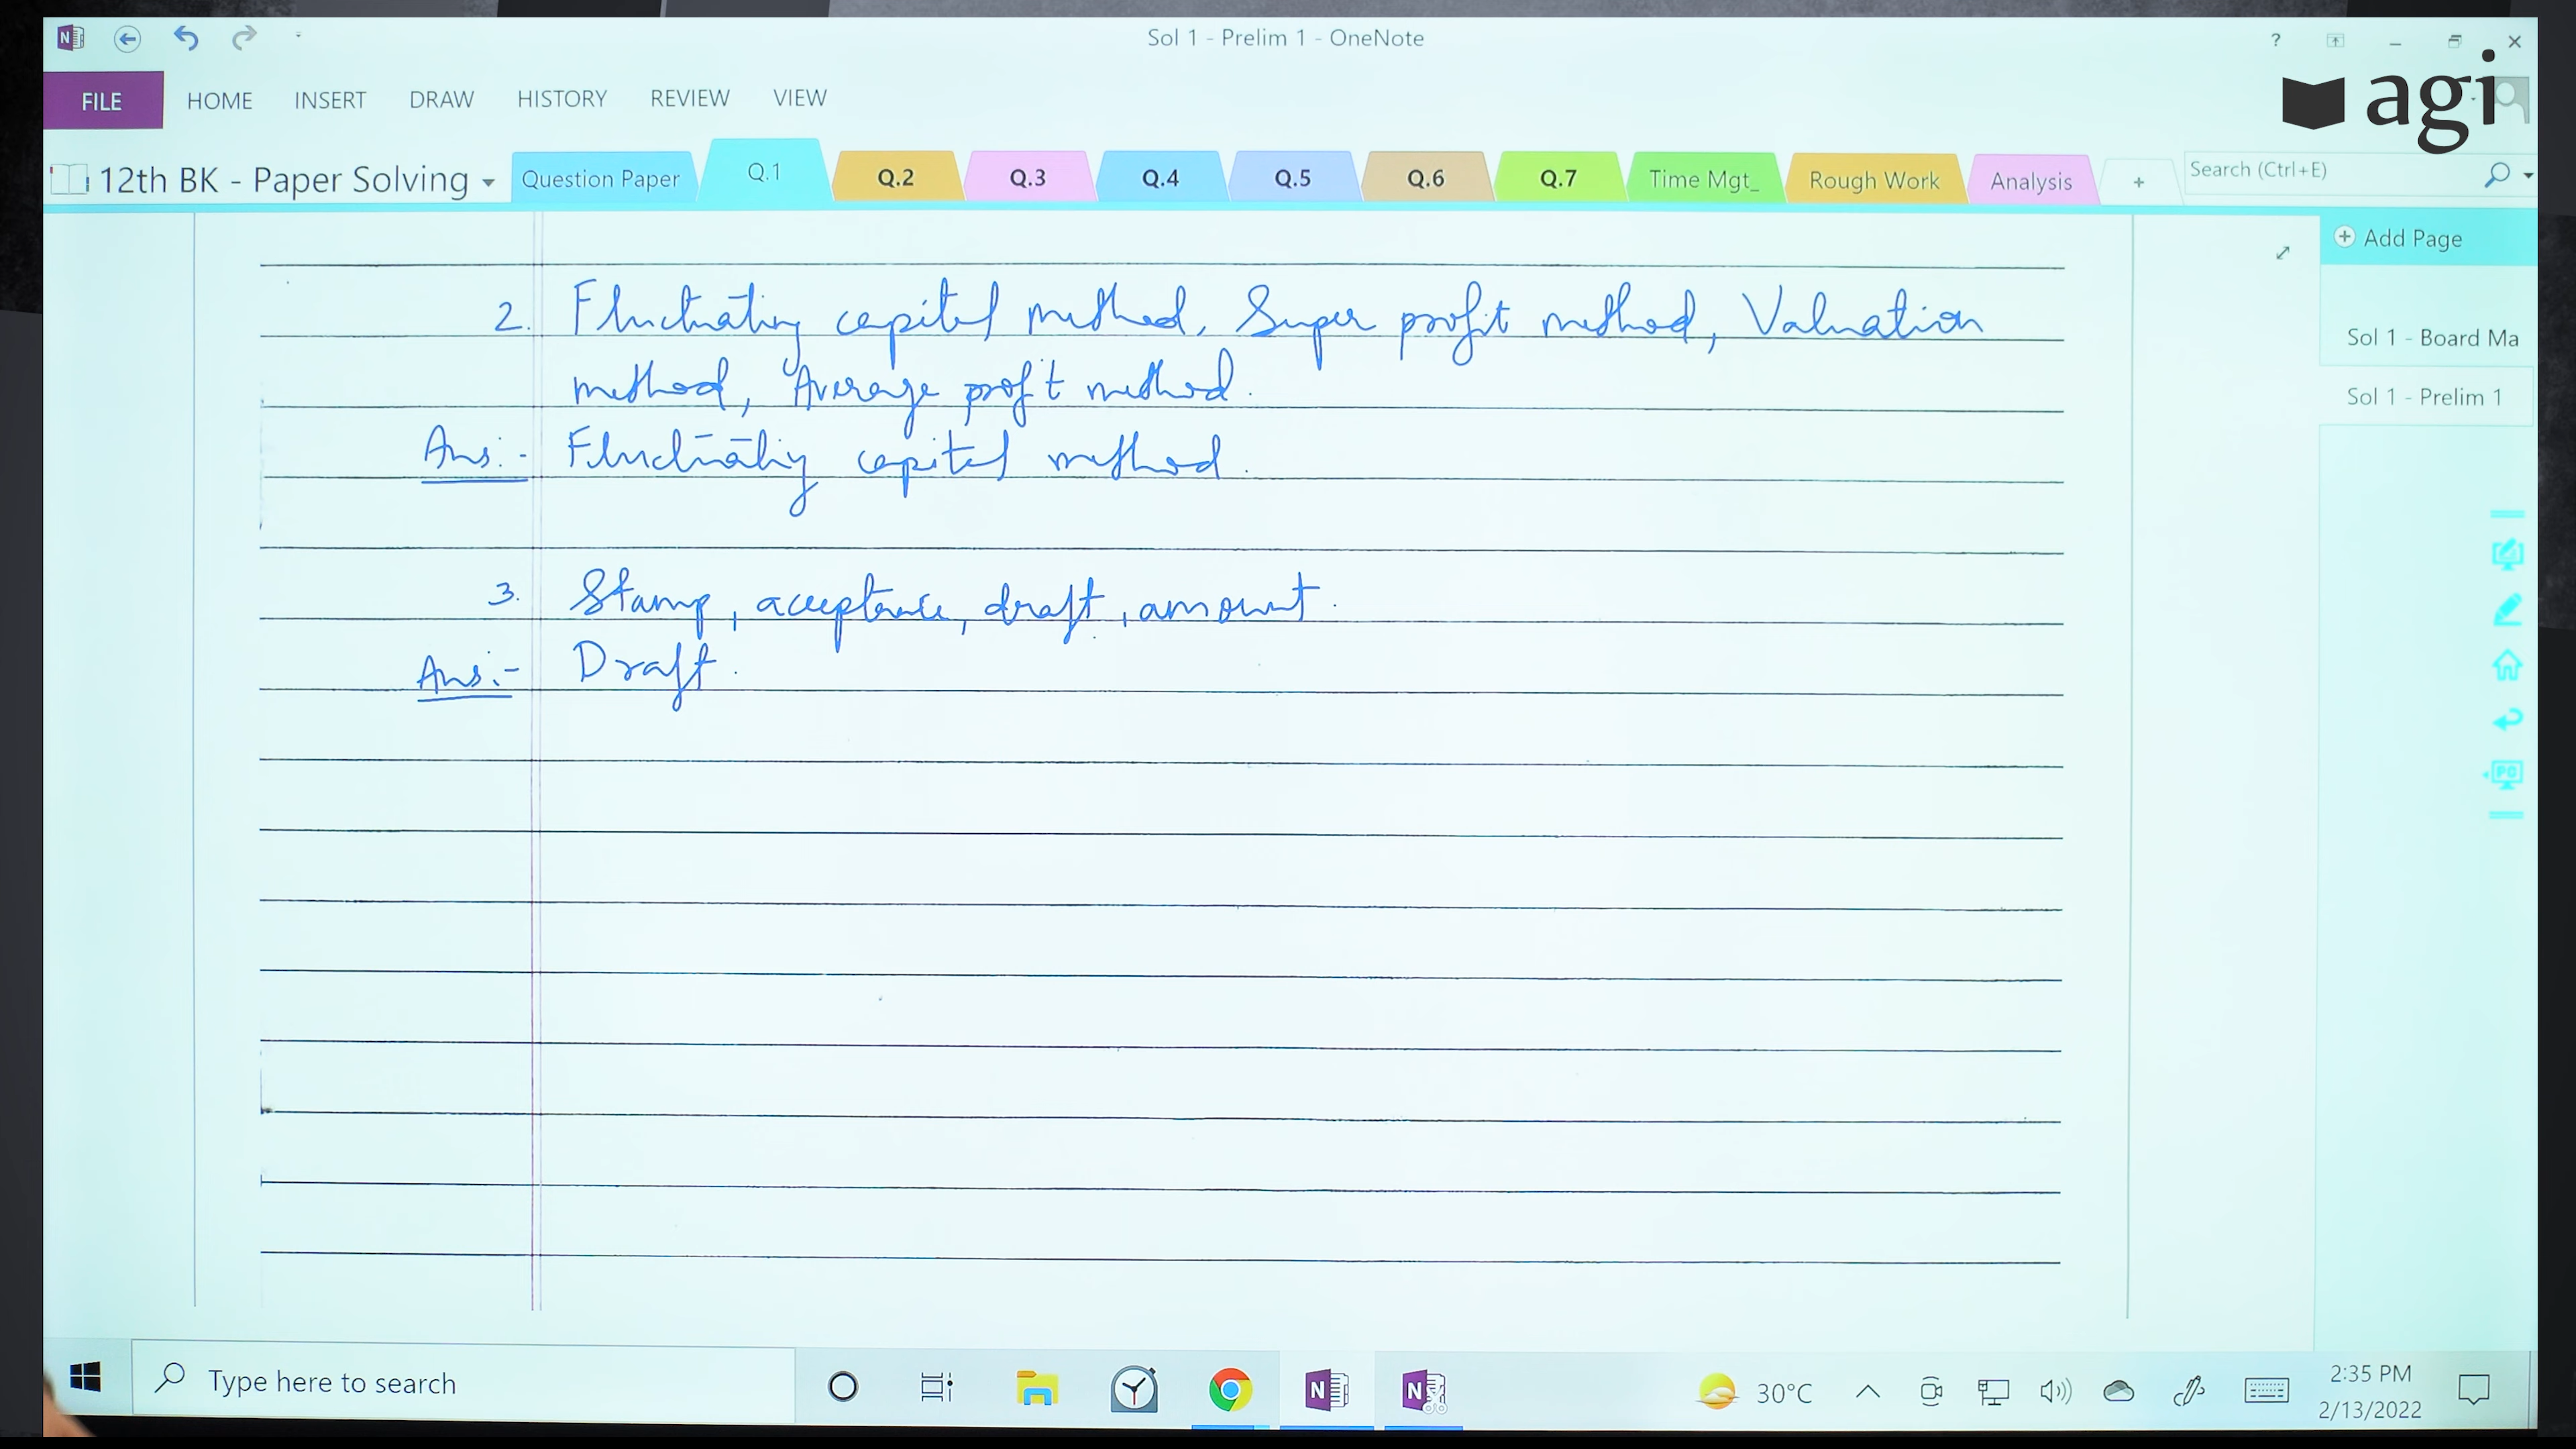 Sol 1 - Prelim 1 - OneNote
?
agi
FILE HOME INSERT DRAW HISTORY REVIEW VIEW
12th BK - Paper Solving Question Paper Q.1 Q.2 Q.3 Q.4 Q.5 Q.6 Q.7 Time Mgt_ Rough Work Analysis + Search (Ctrl+E)
Add Page
Sol 1 - Board Ma
Sol 1 - Prelim 1
2. Fluctuating capital method, Super profit method, Valuation
method, Average profit method.
Ans:- Fluctuating capital method.
3. Stamp, acceptance, draft, amount.
Ans:- Draft.
PG
Type here to search
30°C
2:35 PM
2/13/2022